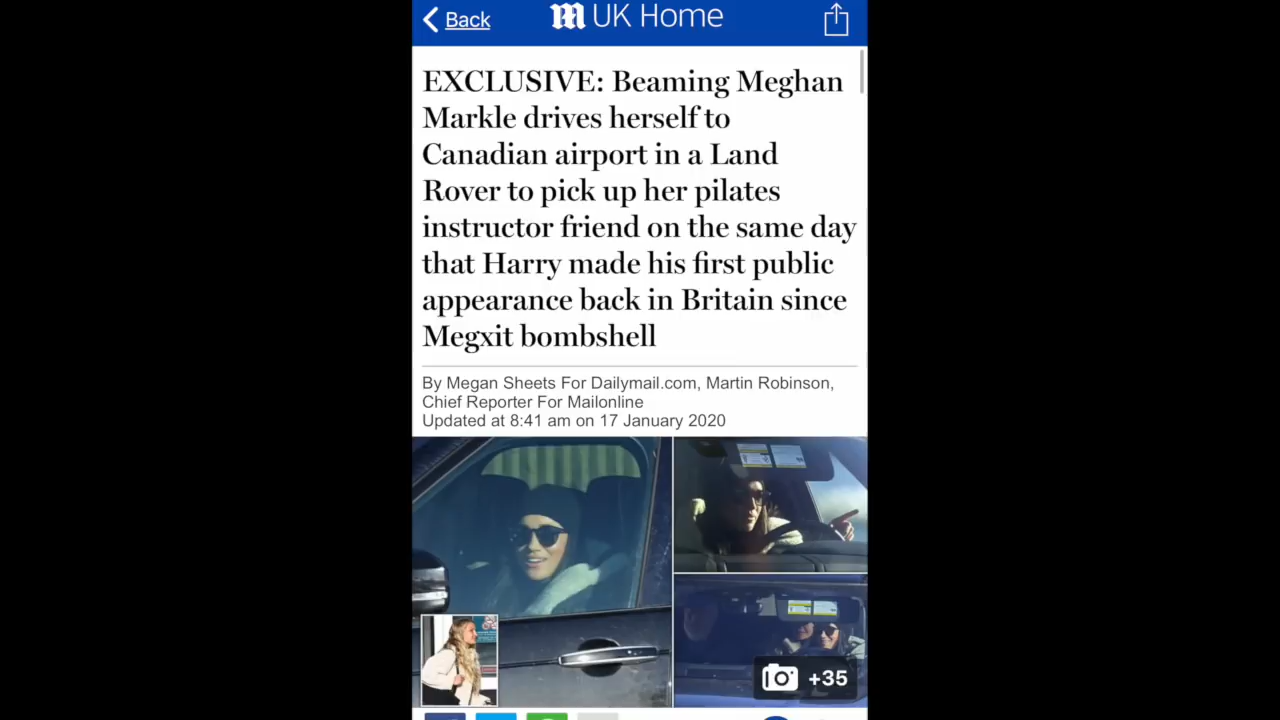 Back
UK Home
EXCLUSIVE: Beaming Meghan
Markle drives herself to
Canadian airport in a Land
Rover to pick up her pilates
instructor friend on the same day
that Harry made his first public
appearance back in Britain since
Megxit bombshell
By Megan Sheets For Dailymail.com, Martin Robinson,
Chief Reporter For Mailonline
Updated at 8:41 am on 17 January 2020
+35